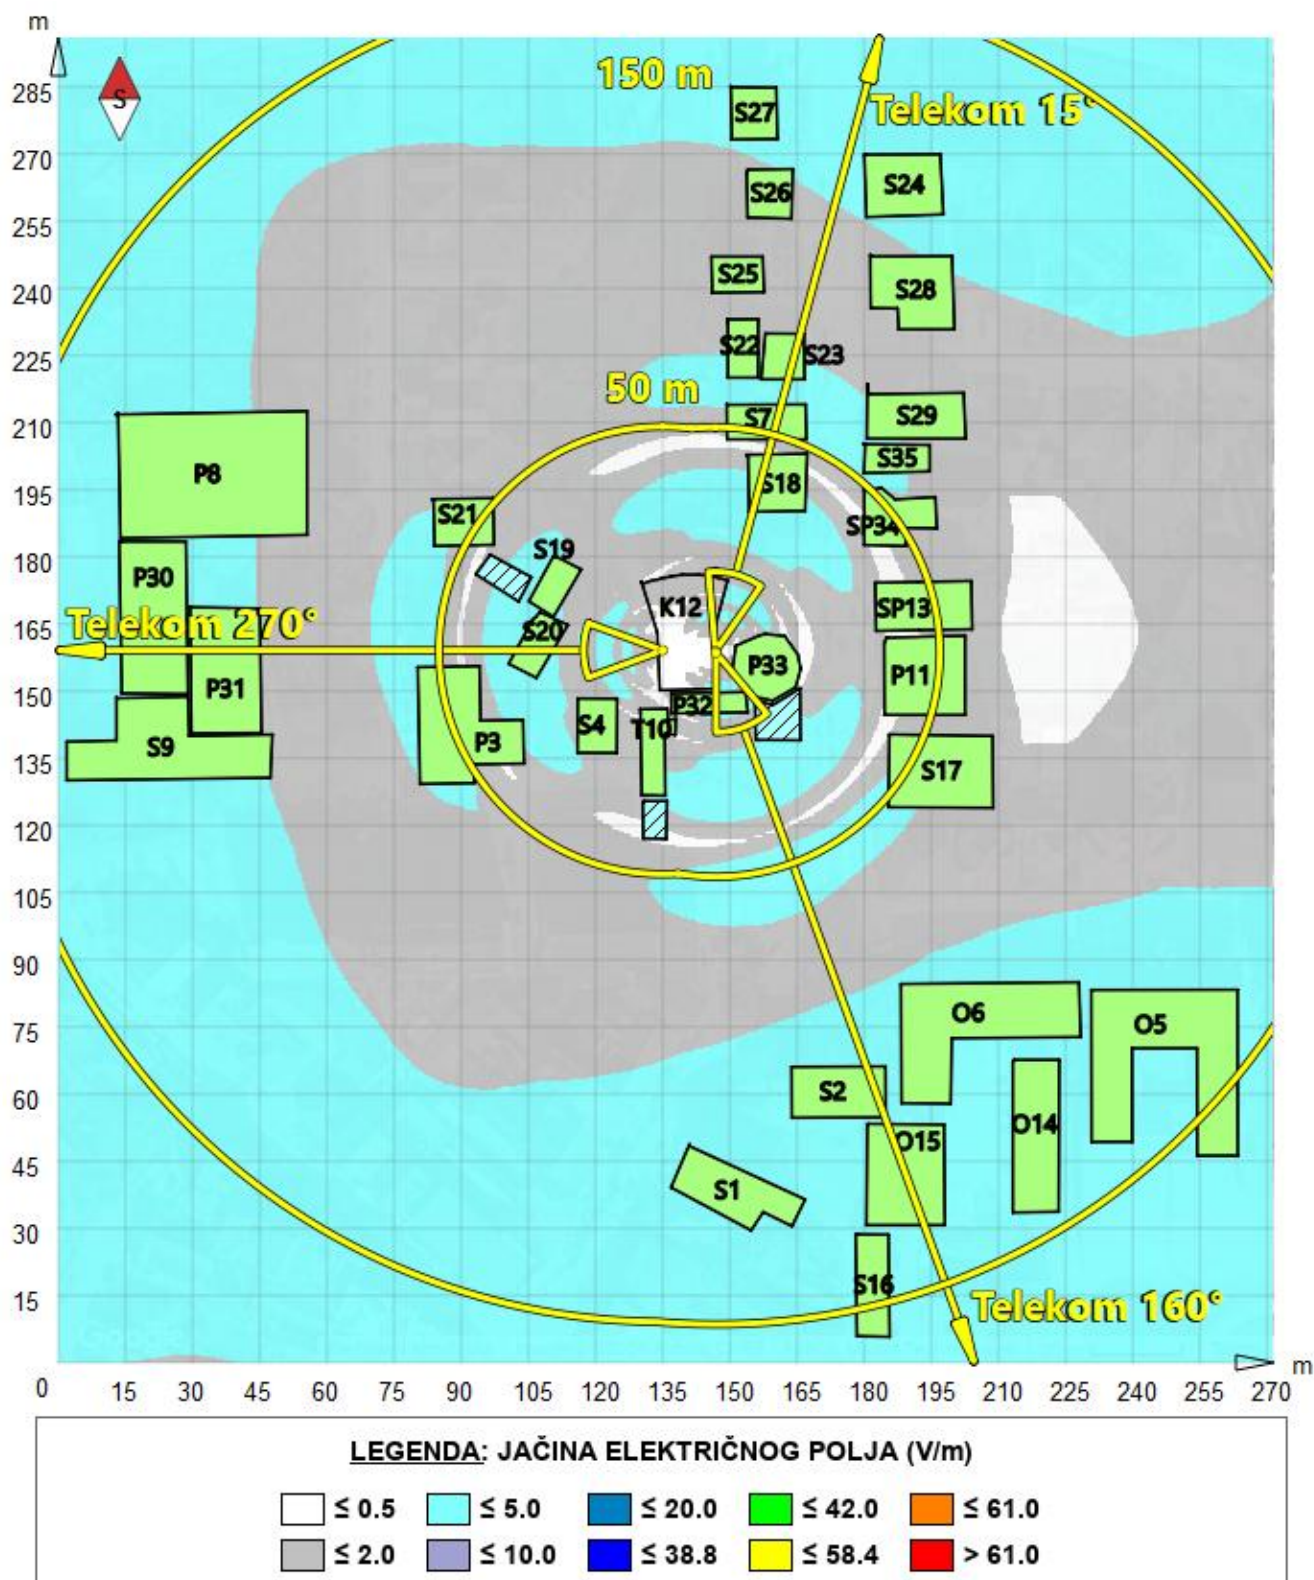 m
285
270
255
240
225
210
195
180
165
150
135
120
105
90
75
60
45
30
15
S
150 m
S27
Telekom 15°
S26
S24
S25
S28
S22
S23
50 m
S7
S29
S35
P8
S18
S21
SP34
S19
P30
K12
SP13
Telekom 270°
S20
P33
P11
P31
P32
S4
T10
S9
P3
S17
O6
O5
S2
O14
O15
S1
S16
Telekom 160°
m
0 15 30 45 60 75 90 105 120 135 150 165 180 195 210 225 240 255 270
LEGENDA: JAČINA ELEKTRIČNOG POLJA (V/m)
≤ 0.5 ≤ 5.0 ≤ 20.0 ≤ 42.0 ≤ 61.0
≤ 2.0 ≤ 10.0 ≤ 38.8 ≤ 58.4 > 61.0